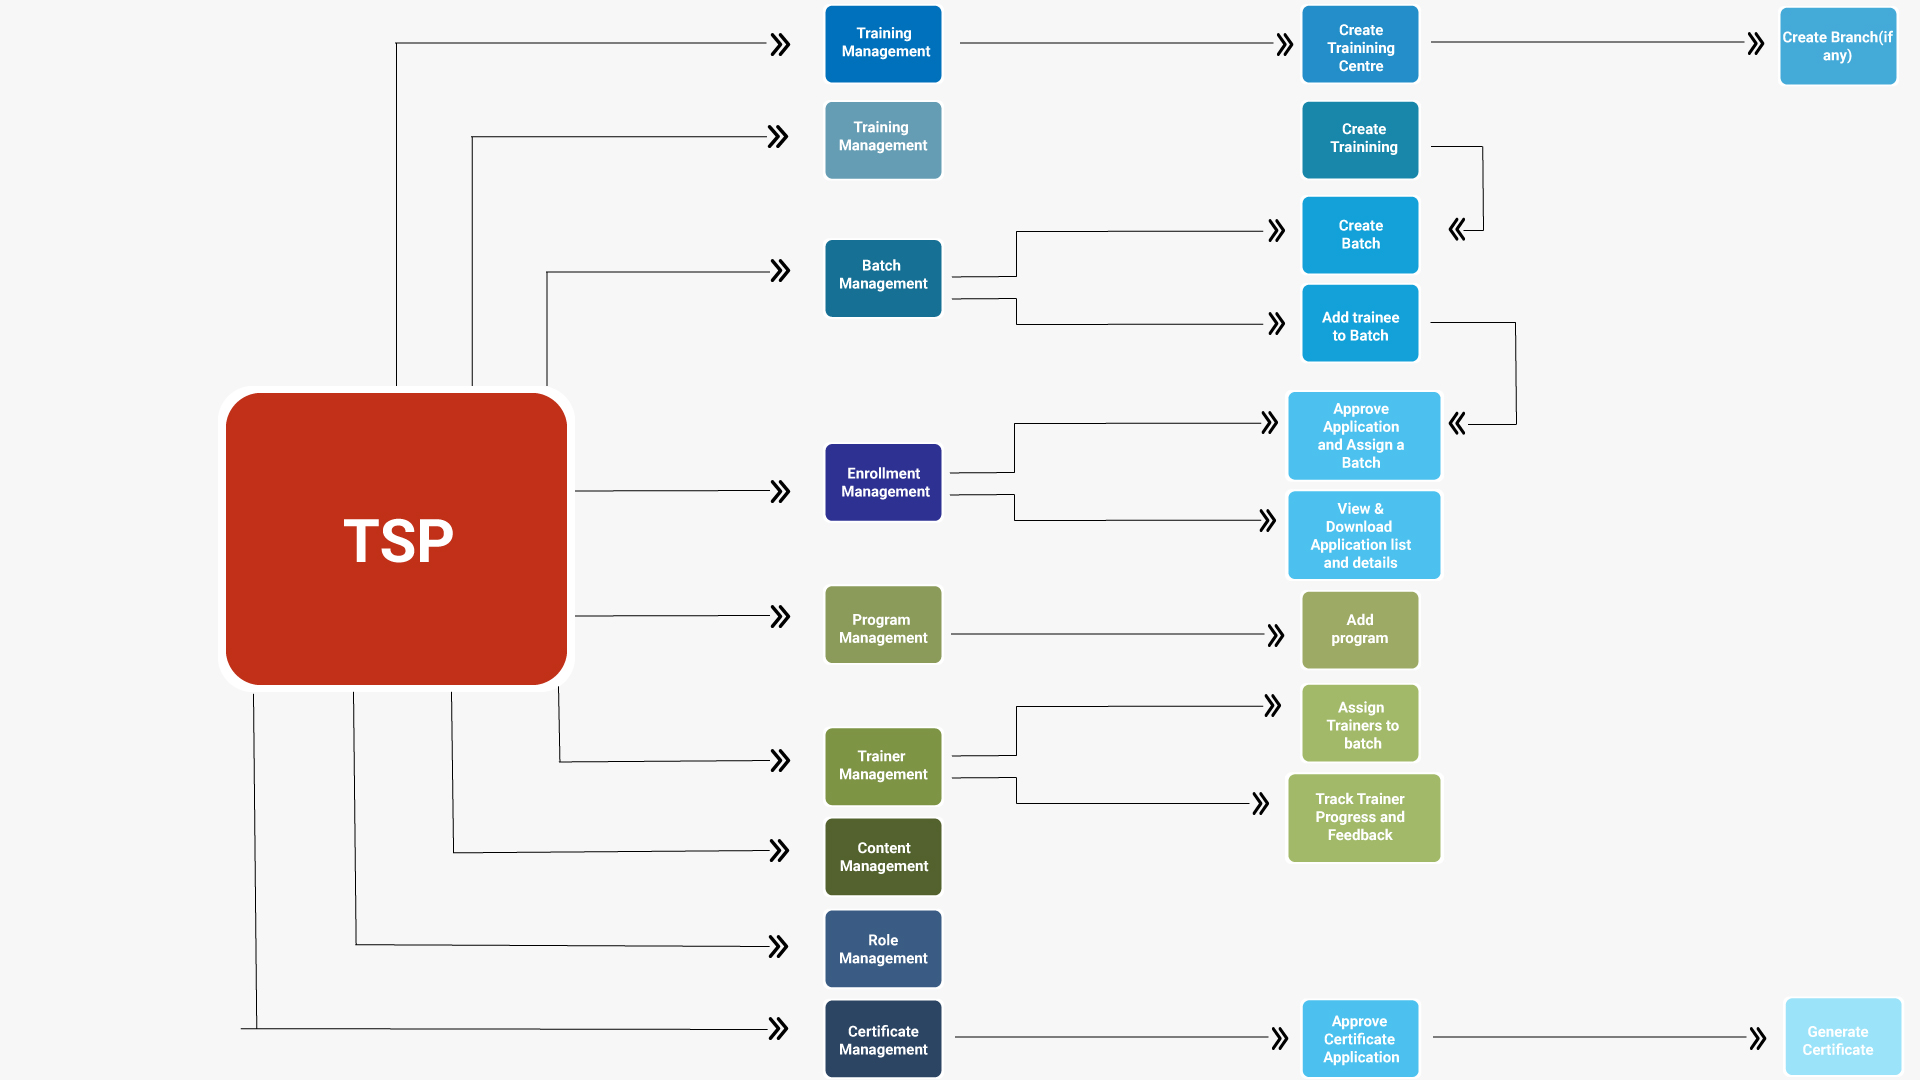 Training
Management
Create
Trainining
Centre
Create Branch(if
any)
Training
Management
Create
Trainining
Create
Batch
Batch
Management
Add trainee
to Batch
Approve
Application
and Assign a
Batch
Enrollment
Management
View &
Download
Application list
and details
TSP
Program
Management
Add
program
Assign
Trainers to
batch
Trainer
Management
Track Trainer
Progress and
Feedback
Content
Management
Role
Management
Certificate
Management
Approve
Certificate
Application
Generate
Certificate